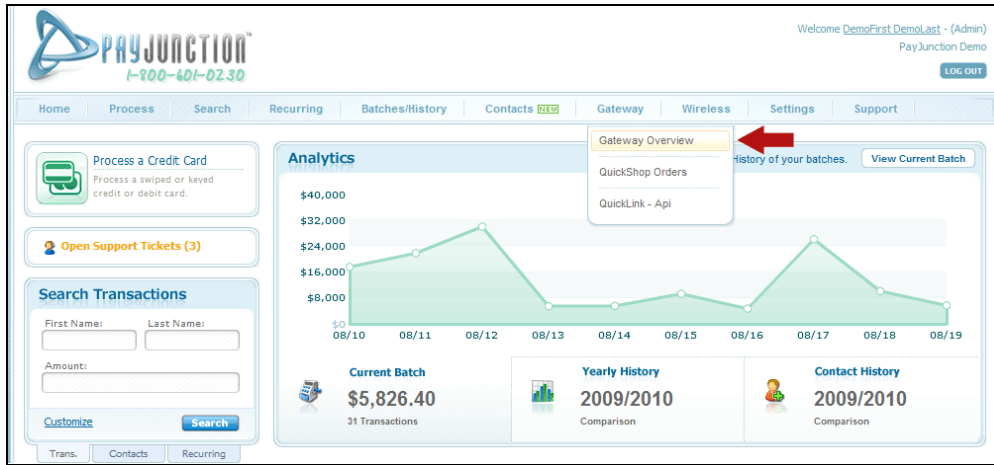 Welcome DemoFirst DemoLast - (Admin)
PayJunction Demo
LOG OUT
PAYJUNCTION™
1-800-601-0230
Home Process Search Recurring Batches/History Contacts NEW Gateway Wireless Settings Support
Gateway Overview
QuickShop Orders
QuickLink - Api
Process a Credit Card
Process a swiped or keyed
credit or debit card.
Open Support Tickets (3)
Search Transactions
First Name: Last Name:
Amount:
Customize Search
Trans. Contacts Recurring
Analytics
History of your batches. View Current Batch
$40,000
$32,000
$24,000
$16,000
$8,000
$0
08/10 08/11 08/12 08/13 08/14 08/15 08/16 08/17 08/18 08/19
Current Batch
$5,826.40
31 Transactions
Yearly History
2009/2010
Comparison
Contact History
2009/2010
Comparison